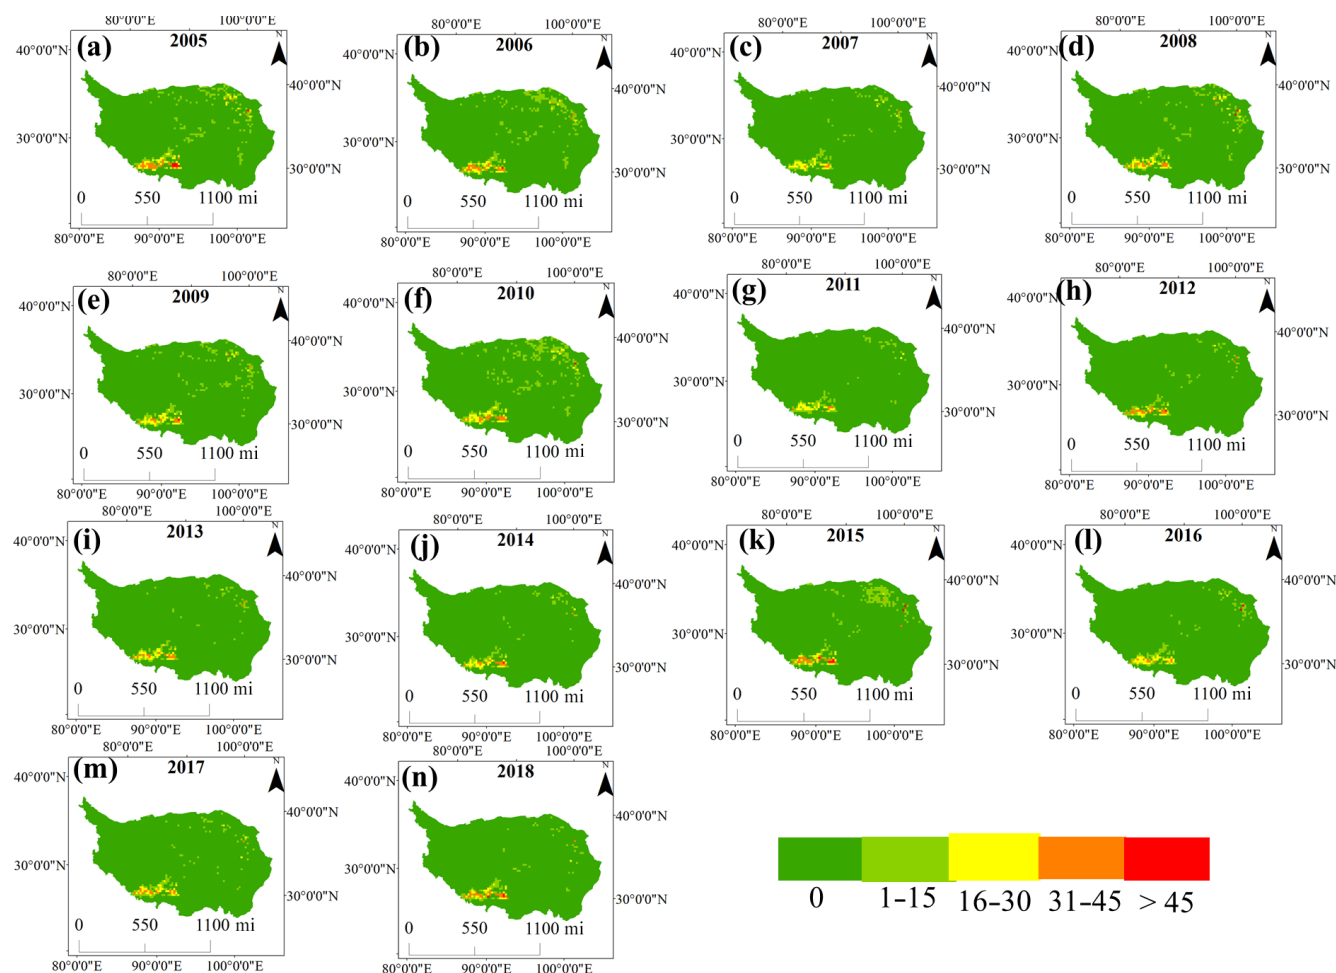 80°0'0"E 100°0'0"E
(a) 2005 N
40°0'0"N
40°0'0"N
30°0'0"N
30°0'0"N
0 550 1100 mi
80°0'0"E 90°0'0"E 100°0'0"E
80°0'0"E 100°0'0"E
(b) 2006 N
40°0'0"N
40°0'0"N
30°0'0"N
30°0'0"N
0 550 1100 mi
80°0'0"E 90°0'0"E 100°0'0"E
80°0'0"E 100°0'0"E
(c) 2007 N
40°0'0"N
40°0'0"N
30°0'0"N
30°0'0"N
0 550 1100 mi
80°0'0"E 90°0'0"E 100°0'0"E
80°0'0"E 100°0'0"E
(d) 2008 N
40°0'0"N
40°0'0"N
30°0'0"N
30°0'0"N
0 550 1100 mi
80°0'0"E 90°0'0"E 100°0'0"E
80°0'0"E 100°0'0"E
(e) 2009 N
40°0'0"N
40°0'0"N
30°0'0"N
30°0'0"N
0 550 1100 mi
80°0'0"E 90°0'0"E 100°0'0"E
80°0'0"E 100°0'0"E
(f) 2010 N
40°0'0"N
40°0'0"N
30°0'0"N
30°0'0"N
0 550 1100 mi
80°0'0"E 90°0'0"E 100°0'0"E
80°0'0"E 100°0'0"E
(g) 2011 N
40°0'0"N
40°0'0"N
30°0'0"N
30°0'0"N
0 550 1100 mi
80°0'0"E 90°0'0"E 100°0'0"E
80°0'0"E 100°0'0"E
(h) 2012 N
40°0'0"N
40°0'0"N
30°0'0"N
30°0'0"N
0 550 1100 mi
80°0'0"E 90°0'0"E 100°0'0"E
80°0'0"E 100°0'0"E
(i) 2013 N
40°0'0"N
40°0'0"N
30°0'0"N
30°0'0"N
0 550 1100 mi
80°0'0"E 90°0'0"E 100°0'0"E
80°0'0"E 100°0'0"E
(j) 2014 N
40°0'0"N
40°0'0"N
30°0'0"N
30°0'0"N
0 550 1100 mi
80°0'0"E 90°0'0"E 100°0'0"E
80°0'0"E 100°0'0"E
(k) 2015 N
40°0'0"N
40°0'0"N
30°0'0"N
30°0'0"N
0 550 1100 mi
80°0'0"E 90°0'0"E 100°0'0"E
80°0'0"E 100°0'0"E
(l) 2016 N
40°0'0"N
40°0'0"N
30°0'0"N
30°0'0"N
0 550 1100 mi
80°0'0"E 90°0'0"E 100°0'0"E
80°0'0"E 100°0'0"E
(m) 2017 N
40°0'0"N
40°0'0"N
30°0'0"N
30°0'0"N
0 550 1100 mi
80°0'0"E 90°0'0"E 100°0'0"E
80°0'0"E 100°0'0"E
(n) 2018 N
40°0'0"N
40°0'0"N
30°0'0"N
30°0'0"N
0 550 1100 mi
80°0'0"E 90°0'0"E 100°0'0"E
0 1-15 16-30 31-45 > 45